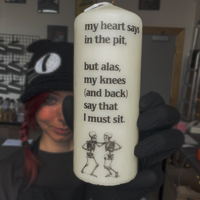 my heart says
in the pit,
but alas,
my knees
(and back)
say that
I must sit.